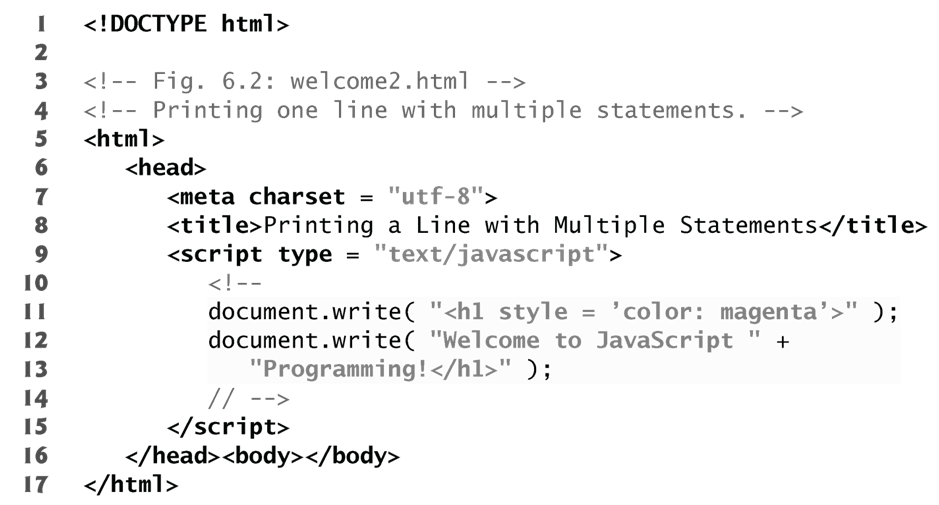 1 <!DOCTYPE html>
2
3 <!-- Fig. 6.2: welcome2.html -->
4 <!-- Printing one line with multiple statements. -->
5 <html>
6 <head>
7 <meta charset = "utf-8">
8 <title>Printing a Line with Multiple Statements</title>
9 <script type = "text/javascript">
10 <!--
11 document.write( "<h1 style = ’color: magenta’>" );
12 document.write( "Welcome to JavaScript " +
13 "Programming!</h1>" );
14 // -->
15 </script>
16 </head><body></body>
17 </html>